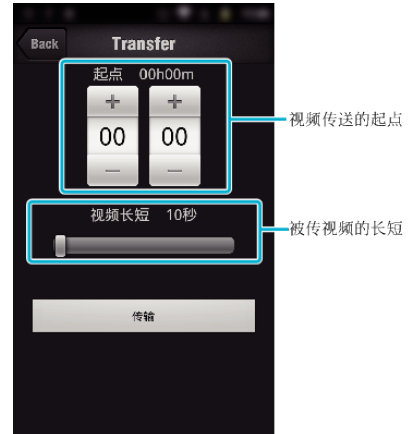 Back Transfer
起点 00h00m
+ +
00 00
— —
视频传送的起点
视频长短 10秒
被传视频的长短
传输